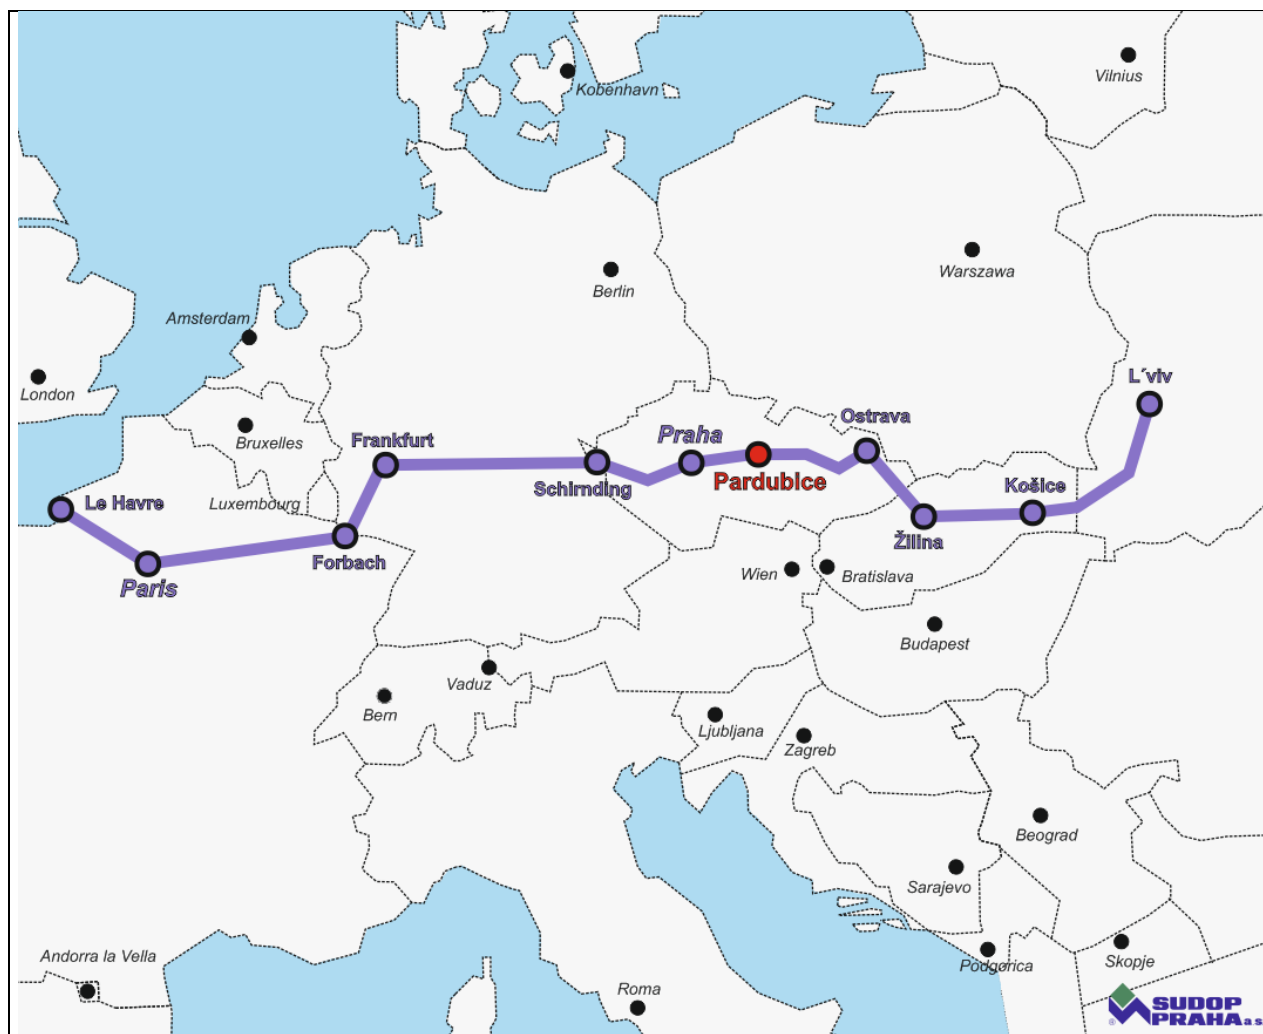 Vilnius
Kobenhavn
Warszawa
Berlin
Amsterdam
London
L´viv
Bruxelles
Frankfurt
Praha
Ostrava
Schirnding
Pardubice
Košice
Luxembourg
Le Havre
Forbach
Žilina
Paris
Wien
Bratislava
Budapest
Vaduz
Bern
Ljubljana
Zagreb
Beograd
Sarajevo
Andorra la Vella
Podgorica
Skopje
Roma
® SUDOP
PRAHA a.s